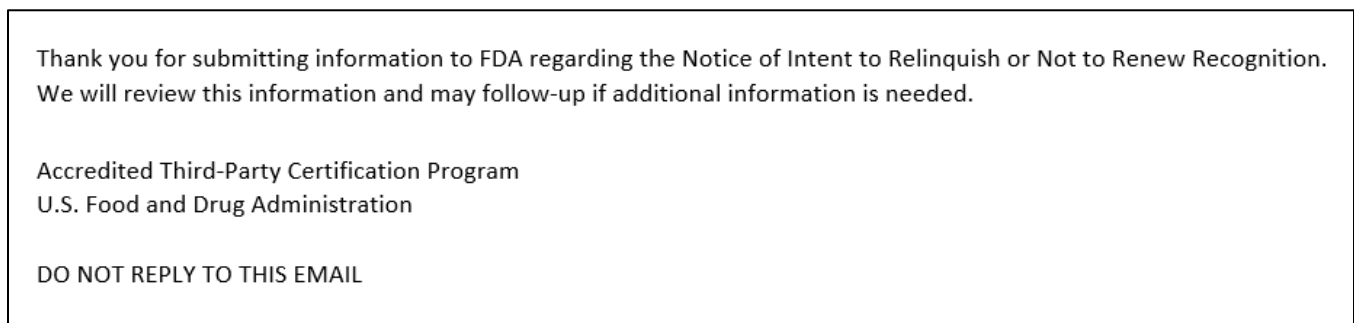 Thank you for submitting information to FDA regarding the Notice of Intent to Relinquish or Not to Renew Recognition.
We will review this information and may follow-up if additional information is needed.
Accredited Third-Party Certification Program
U.S. Food and Drug Administration
DO NOT REPLY TO THIS EMAIL